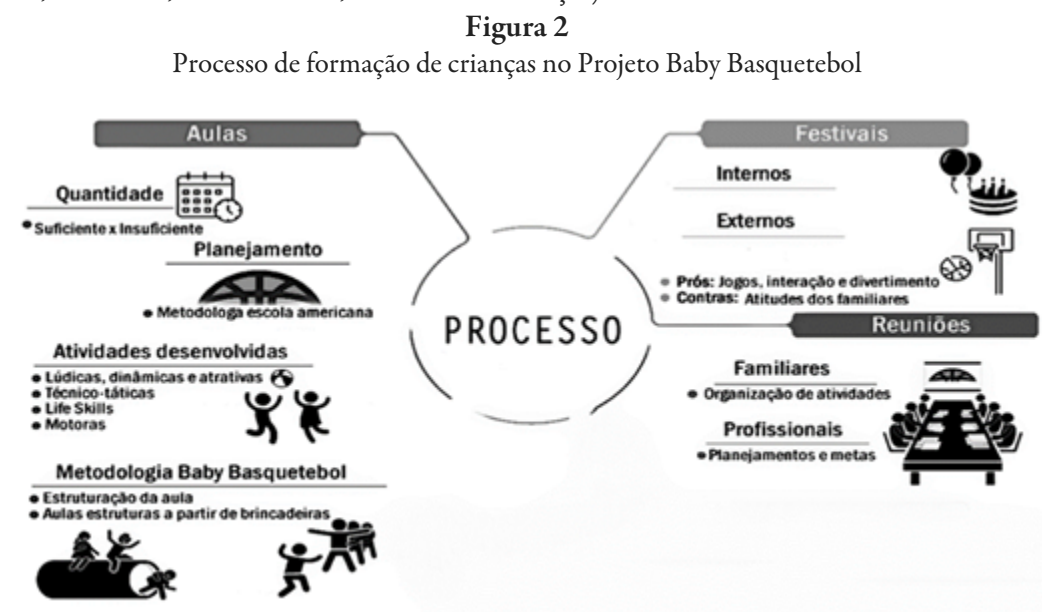 Figura 2
Processo de formação de crianças no Projeto Baby Basquetebol
Aulas
Quantidade
Suficiente x Insuficiente
Planejamento
Metodologa escola americana
Atividades desenvolvidas
Lúdicas, dinâmicas e atrativas
Técnico-táticas
Life Skills
Motoras
Metodologia Baby Basquetebol
Estruturação da aula
Aulas estruturas a partir de brincadeiras
PROCESSO
Festivais
Internos
Externos
Prós: Jogos, interação e divertimento
Contras: Atitudes dos familiares
Reuniões
Familiares
Organização de atividades
Profissionais
Planejamentos e metas